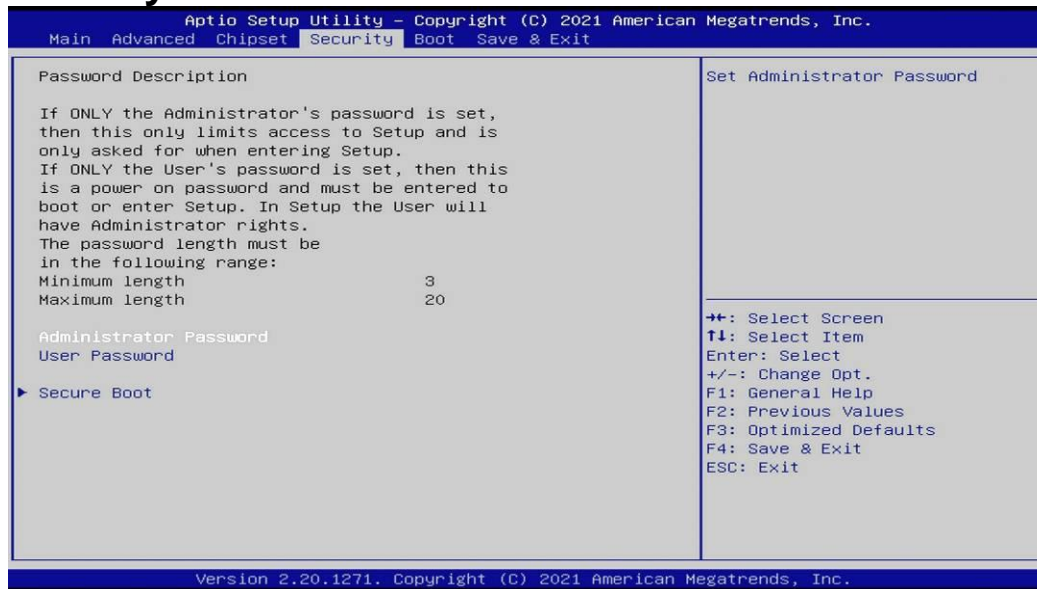 Aptio Setup Utility – Copyright (C) 2021 American Megatrends, Inc.
Main Advanced Chipset Security Boot Save & Exit
Password Description
If ONLY the Administrator's password is set,
then this only limits access to Setup and is
only asked for when entering Setup.
If ONLY the User's password is set, then this
is a power on password and must be entered to
boot or enter Setup. In Setup the User will
have Administrator rights.
The password length must be
in the following range:
Minimum length 3
Maximum length 20
Administrator Password
User Password
► Secure Boot
Set Administrator Password
→←: Select Screen
↑↓: Select Item
Enter: Select
+/-: Change Opt.
F1: General Help
F2: Previous Values
F3: Optimized Defaults
F4: Save & Exit
ESC: Exit
Version 2.20.1271. Copyright (C) 2021 American Megatrends, Inc.